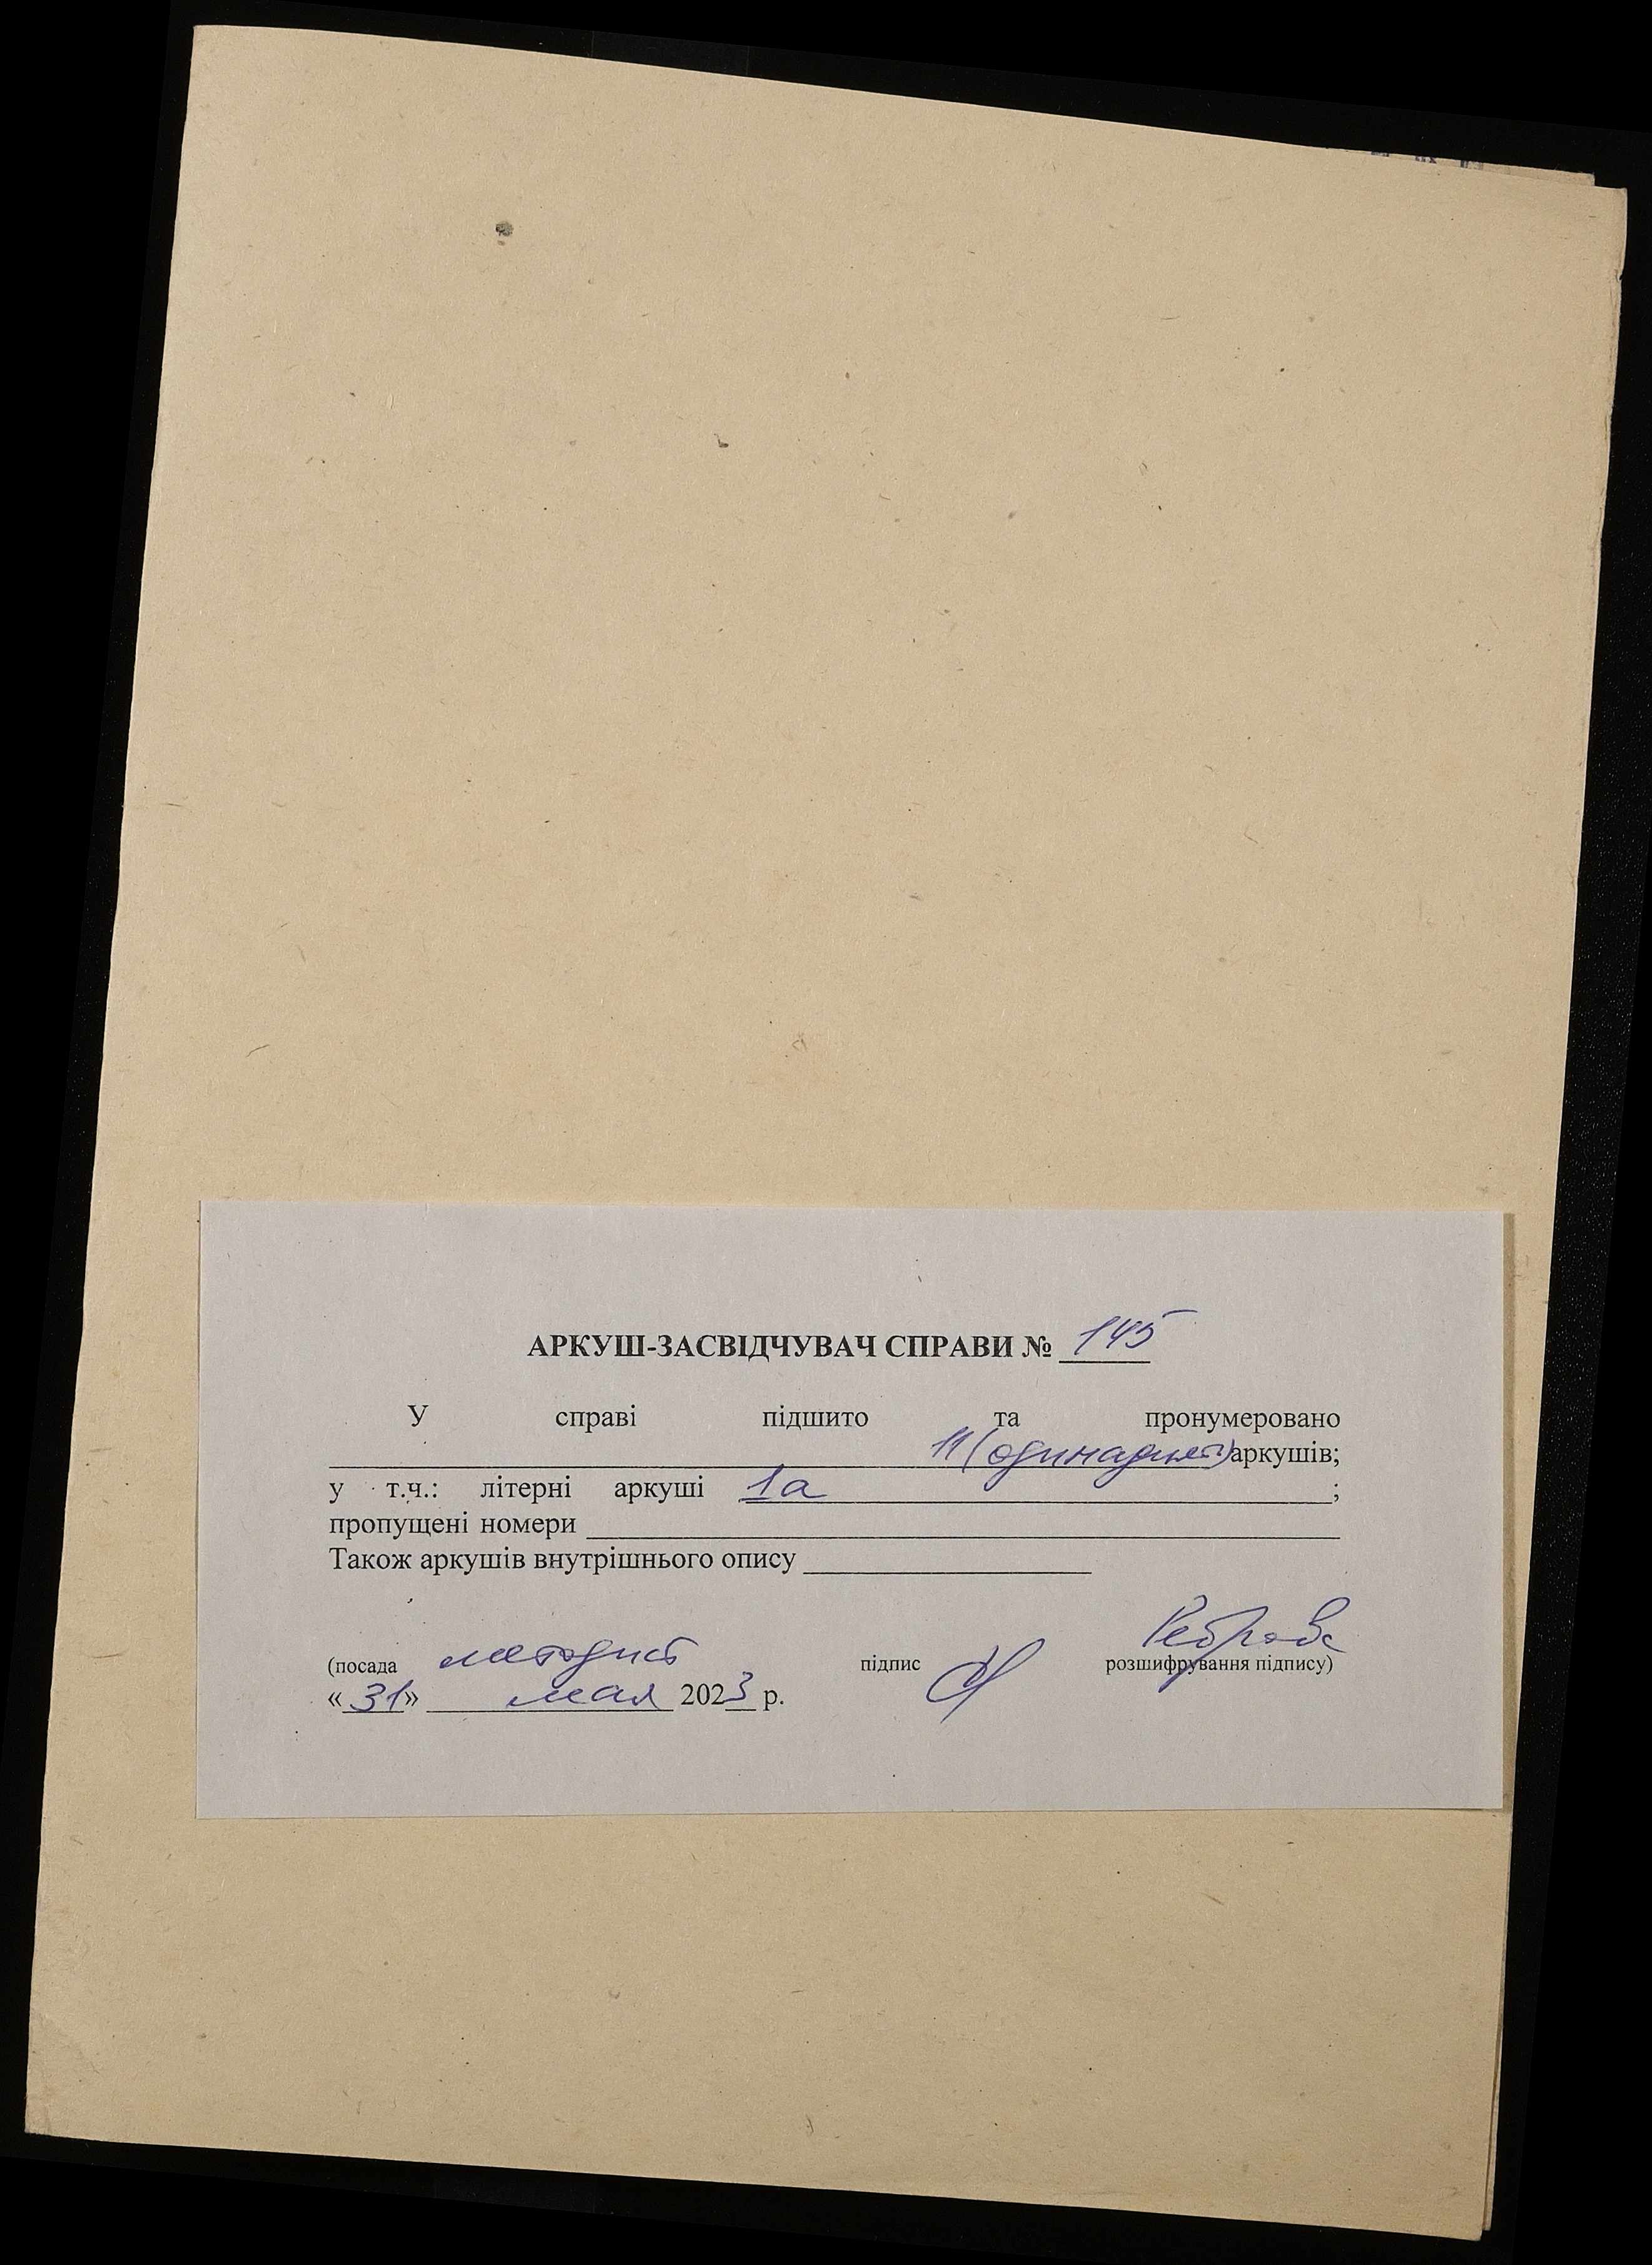 АРКУШ-ЗАСВІДЧУВАЧ СПРАВИ № 145
У справі підшито та пронумеровано
11 (одинадцять) аркушів;
у т.ч.: літерні аркуші 1а ;
пропущені номери
Також аркушів внутрішнього опису
(посада методист підпис розшифрування підпису)
«31» мая 2023 р.